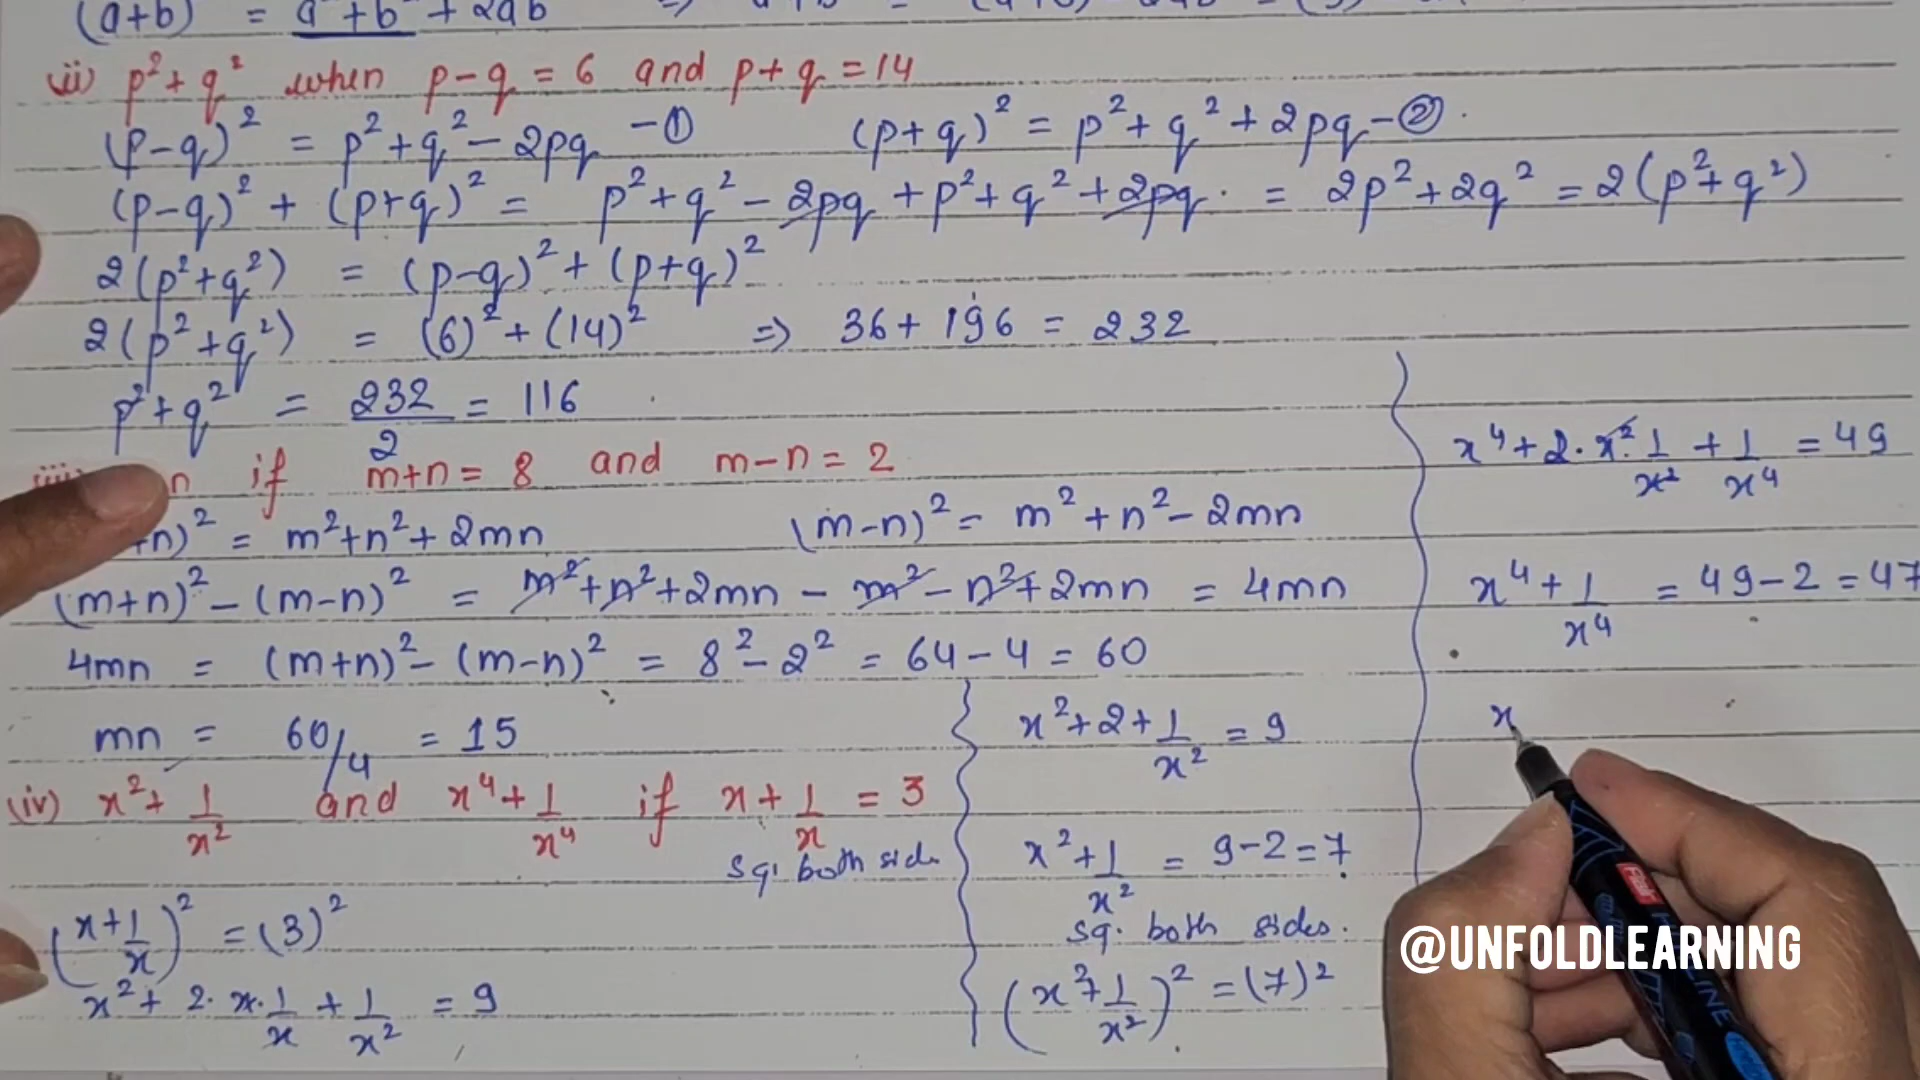 (a+b) = a²+b² + 2ab
(ii) p² + q² when p-q = 6 and p+q = 14
(p-q)² = p²+q²-2pq -① (p+q)² = p²+q²+2pq-②.
(p-q)² + (p+q)² = p²+q²-2pq + p²+q²+2pq. = 2p²+2q² = 2(p²+q²)
2(p²+q²) = (p-q)²+(p+q)²
2(p²+q²) = (6)²+(14)² => 36+196 = 232
p²+q² = 232/2 = 116
n if m+n = 8 and m-n = 2
+n)² = m²+n²+2mn (m-n)² = m²+n²-2mn
(m+n)²-(m-n)² = m²+n²+2mn - m²-n²+2mn = 4mn
4mn = (m+n)²-(m-n)² = 8²-2² = 64-4 = 60
mn = 60/4 = 15
(iv) x²+1/x² and x⁴+1/x⁴ if x+1/x = 3
sq. both side
(x+1/x)² = (3)²
x²+2.x.1/x+1/x² = 9
x²+2+1/x² = 9
x²+1/x² = 9-2=7
sq. both sides.
(x²+1/x²)² = (7)²
x⁴+2.x².1/x²+1/x⁴ = 49
x⁴+1/x⁴ = 49-2=47
x
@UNFOLDLEARNING